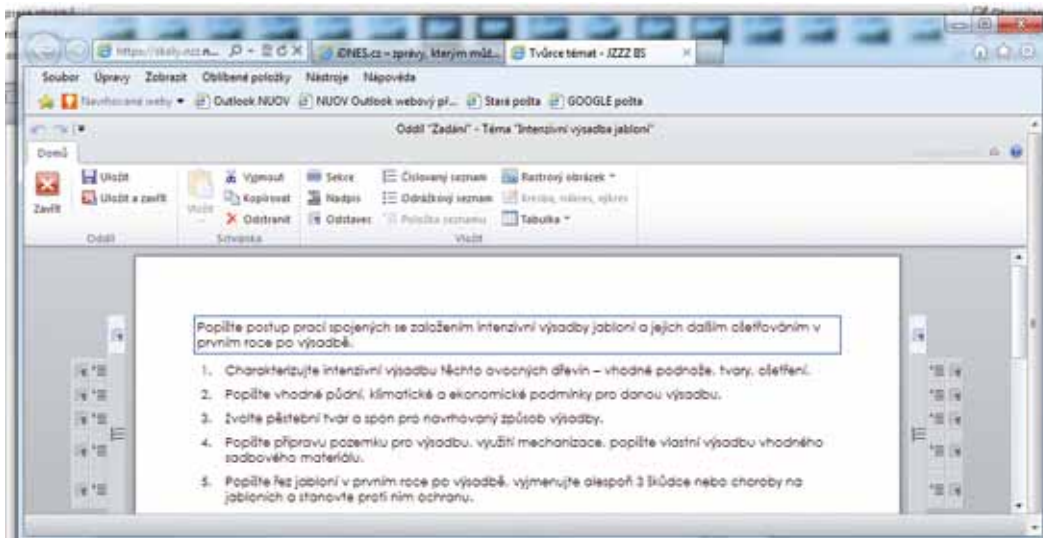 iDNES.cz – zprávy, kterým můž...
Tvůrce témat - JZZZ BS
Soubor Úpravy Zobrazit Oblíbené položky Nástroje Nápověda
Navrhované weby Outlook NUOV NUOV Outlook webový př... Stará pošta GOOGLE pošta
Oddíl "Zadání" - Téma "Intenzivní výsadba jabloní"
Domů
Uložit Vyjmout Sekce Číslovaný seznam Rastrový obrázek
Uložit a zavřít Vložit Kopírovat Nadpis Odrážkový seznam Kresba, nákres, výkres
Zavřít Odstranit Odstavec Položka seznamu Tabulka
Oddíl Schránka Vložit
Popište postup prací spojených se založením intenzivní výsadby jabloní a jejich dalším ošetřováním v
prvním roce po výsadbě.
1. Charakterizujte intenzivní výsadbu těchto ovocných dřevin – vhodné podnože, tvary, ošetření.
2. Popište vhodné půdní, klimatické a ekonomické podmínky pro danou výsadbu.
3. Zvolte pěstební tvar a spon pro navrhovaný způsob výsadby.
4. Popište přípravu pozemku pro výsadbu, využití mechanizace, popište vlastní výsadbu vhodného
sadbového materiálu.
5. Popište řez jabloní v prvním roce po výsadbě, vyjmenujte alespoň 3 škůdce nebo choroby na
jabloních a stanovte proti nim ochranu.